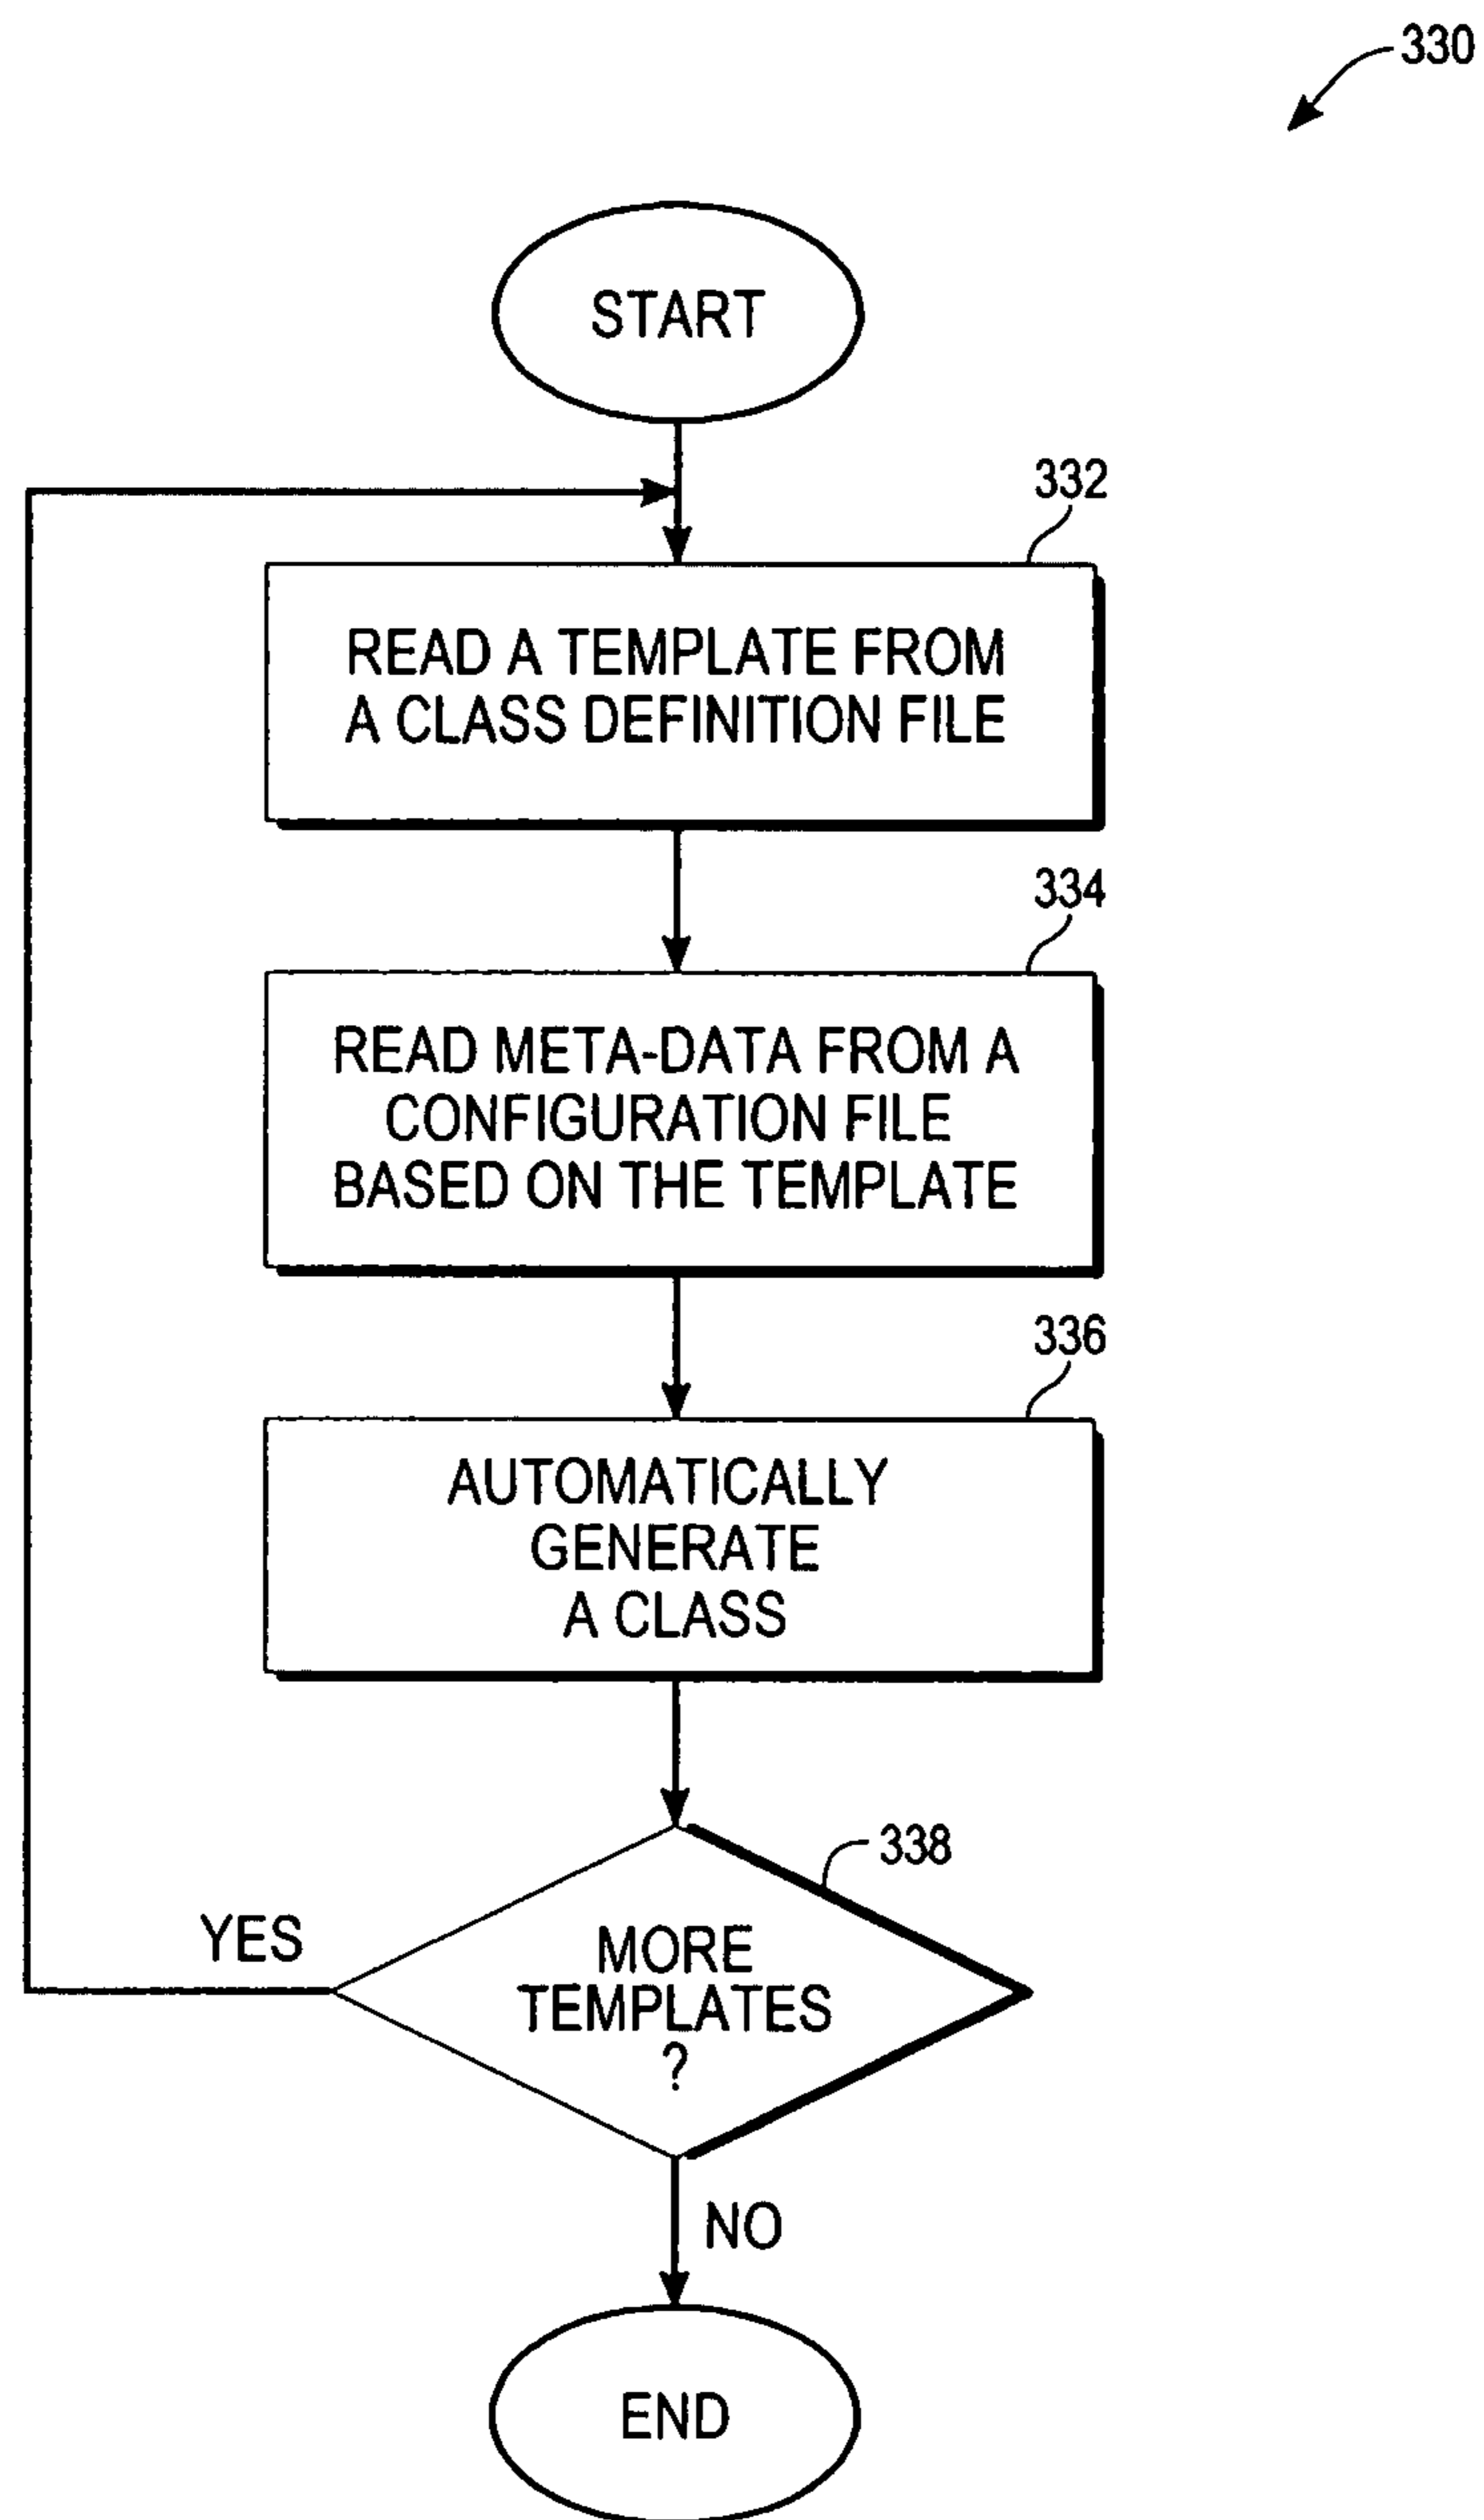 330
START
332
READ A TEMPLATE FROM
A CLASS DEFINITION FILE
334
READ META-DATA FROM A
CONFIGURATION FILE
BASED ON THE TEMPLATE
336
AUTOMATICALLY
GENERATE
A CLASS
338
YES
MORE
TEMPLATES
?
NO
END